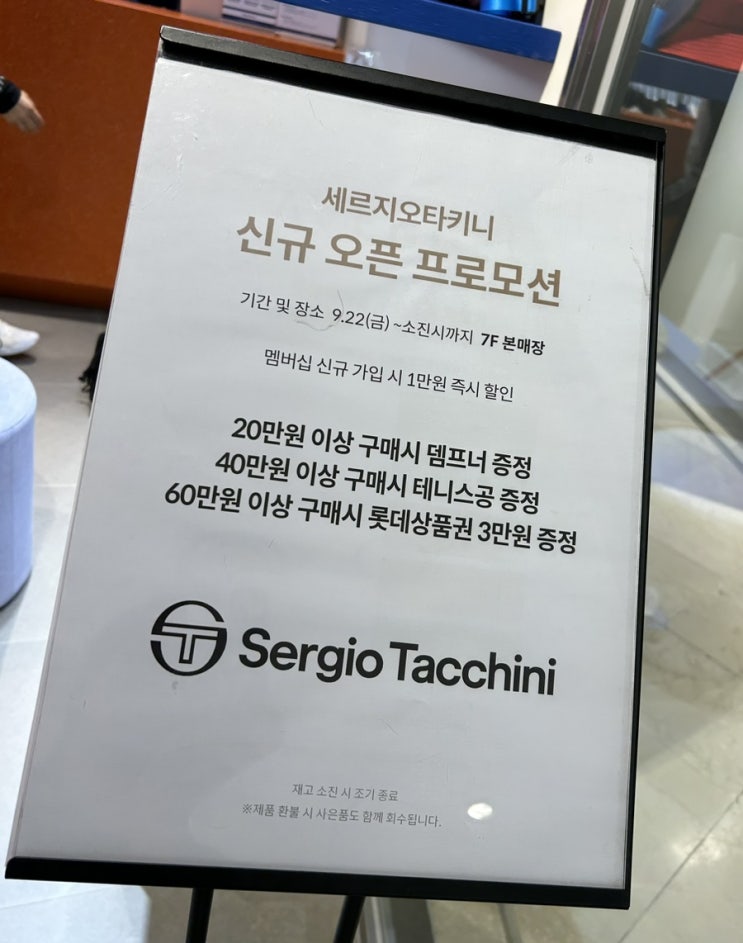 세르지오타키니
신규 오픈 프로모션
기간 및 장소 9.22(금) ~소진시까지 7F 본매장
멤버십 신규 가입 시 1만원 즉시 할인
20만원 이상 구매시 뎀프너 증정
40만원 이상 구매시 테니스공 증정
60만원 이상 구매시 롯데상품권 3만원 증정
Sergio Tacchini
재고 소진 시 조기 종료
※제품 환불 시 사은품도 함께 회수됩니다.